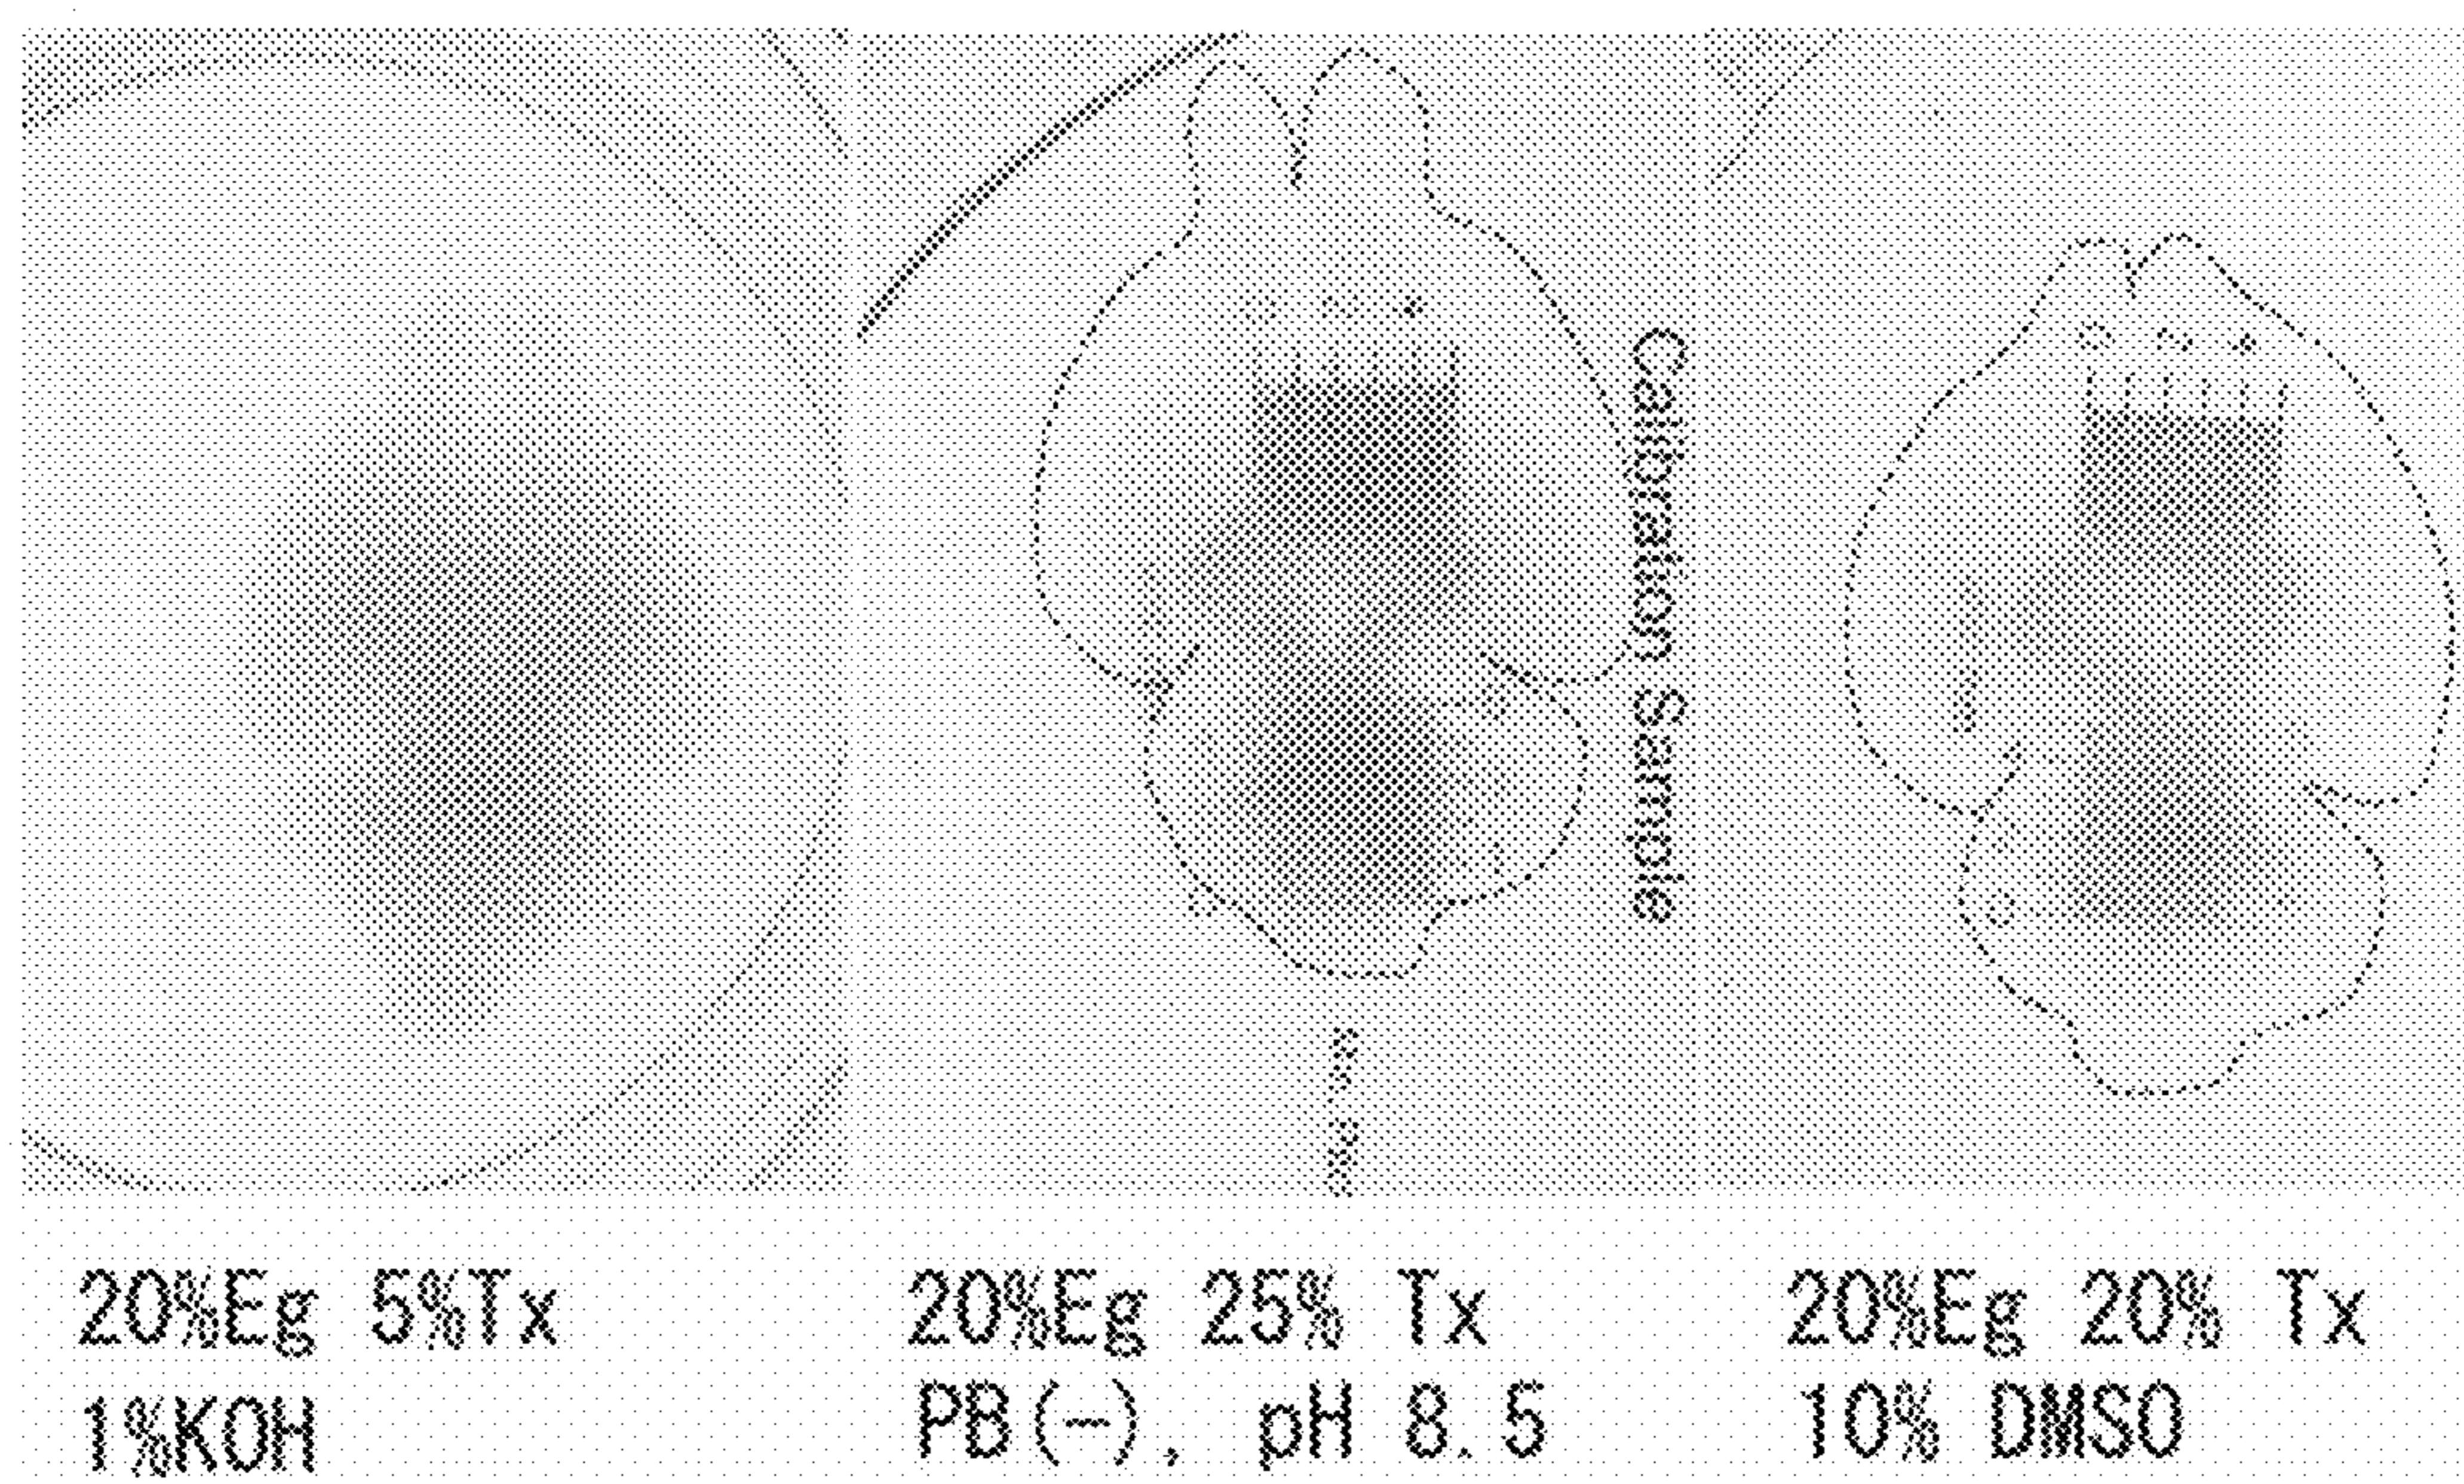 Calibration Sample
20%Eg 5%Tx
1%KOH
20%Eg 25% Tx
PB(-), pH 8.5
20%Eg 20% Tx
10% DMSO